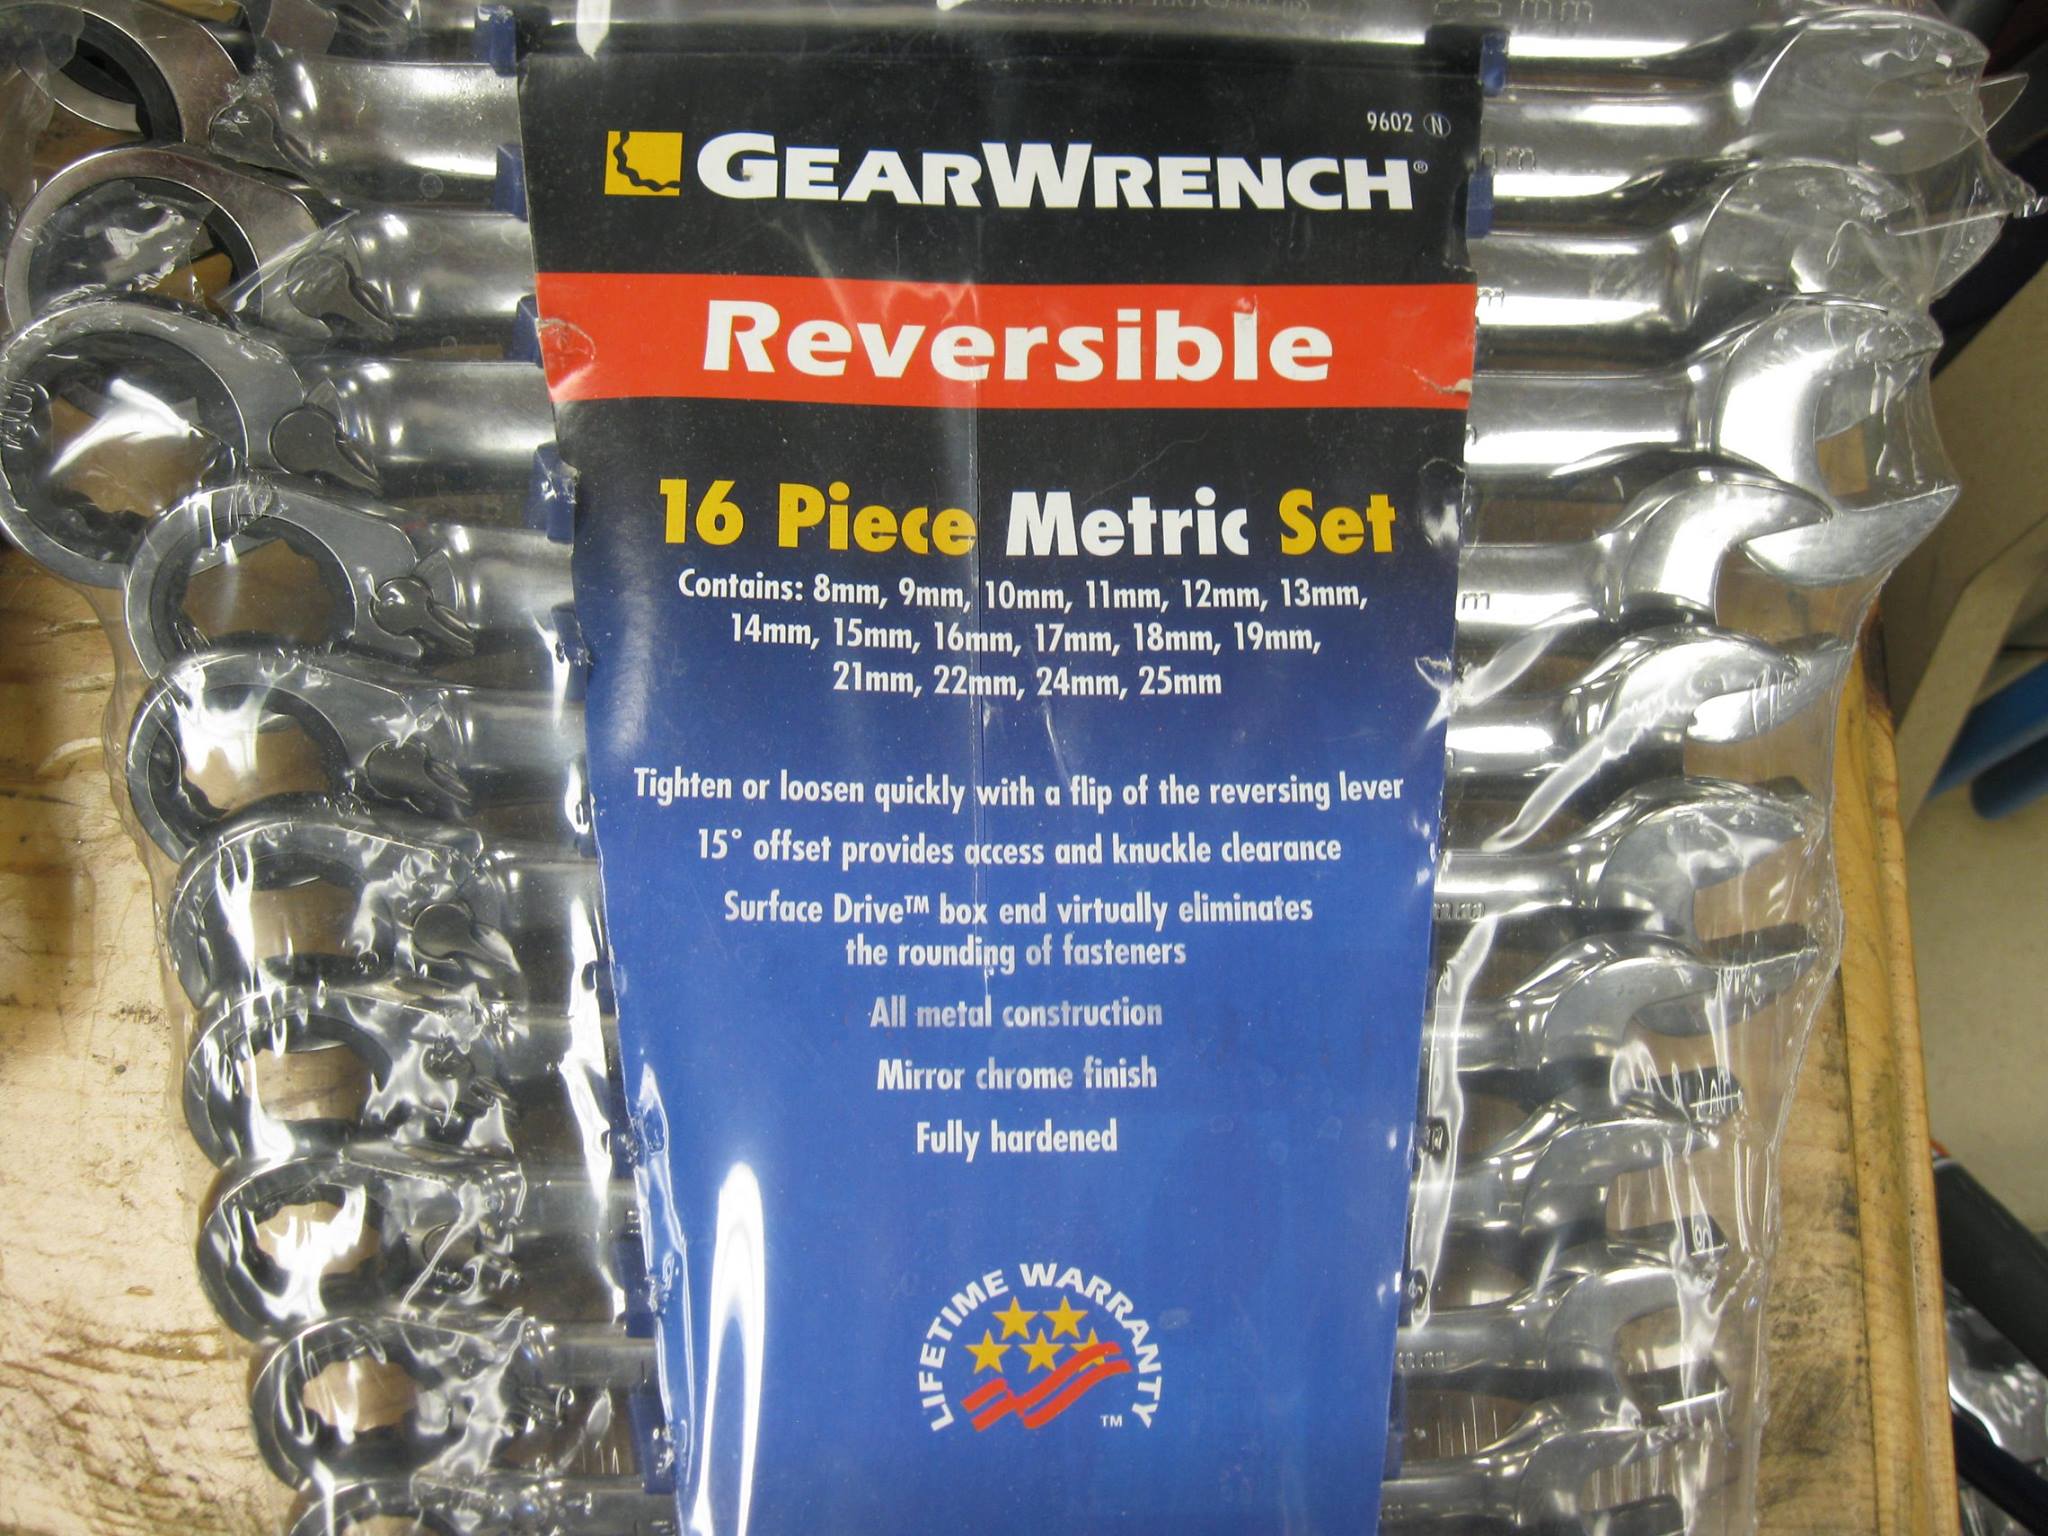 25mm
9602 N
GEARWRENCH®
Reversible
16 Piece Metric Set
Contains: 8mm, 9mm, 10mm, 11mm, 12mm, 13mm,
14mm, 15mm, 16mm, 17mm, 18mm, 19mm,
21mm, 22mm, 24mm, 25mm
Tighten or loosen quickly with a flip of the reversing lever
15° offset provides access and knuckle clearance
Surface Drive™ box end virtually eliminates
the rounding of fasteners
All metal construction
Mirror chrome finish
Fully hardened
LIFETIME WARRANTY
TM